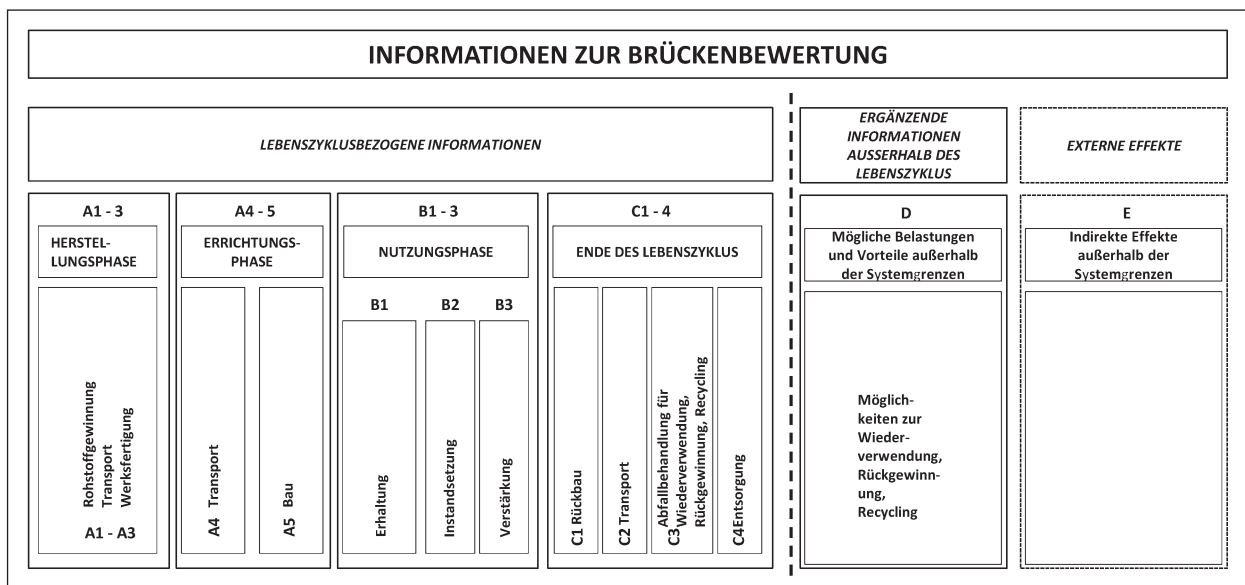 INFORMATIONEN ZUR BRÜCKENBEWERTUNG
LEBENSZYKLUSBEZOGENE INFORMATIONEN
ERGÄNZENDE
INFORMATIONEN
AUSSERHALB DES
LEBENSZYKLUS
EXTERNE EFFEKTE
A1 - 3
HERSTEL-
LUNGSPHASE
Rohstoffgewinnung
Transport
Werksfertigung
A1 - A3
A4 - 5
ERRICHTUNGS-
PHASE
A4 Transport
A5 Bau
B1 - 3
NUTZUNGSPHASE
B1
Erhaltung
B2
Instandsetzung
B3
Verstärkung
C1 - 4
ENDE DES LEBENSZYKLUS
C1 Rückbau
C2 Transport
C3
Abfallbehandlung für
Wiederverwendung,
Rückgewinnung, Recycling
C4 Entsorgung
D
Mögliche Belastungen
und Vorteile außerhalb
der Systemgrenzen
Möglich-
keiten zur
Wieder-
verwendung,
Rückgewinn-
ung,
Recycling
E
Indirekte Effekte
außerhalb der
Systemgrenzen